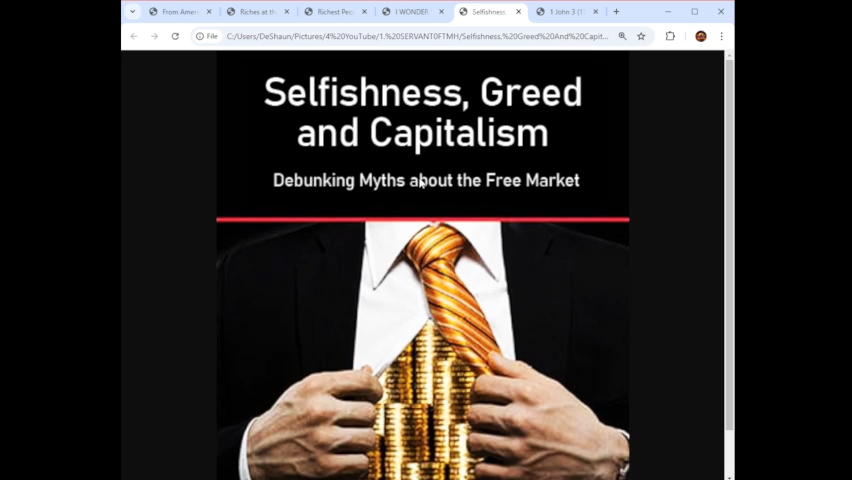 From Amer
Riches at th
Richest Peo
I WONDER
Selfishness,
1 John 3 (1
File
C:/Users/DeShaun/Pictures/4%20YouTube/1.%20SERVANT0FTMH/Selfishness,%20Greed%20And%20Capit...
Selfishness, Greed
and Capitalism
Debunking Myths about the Free Market